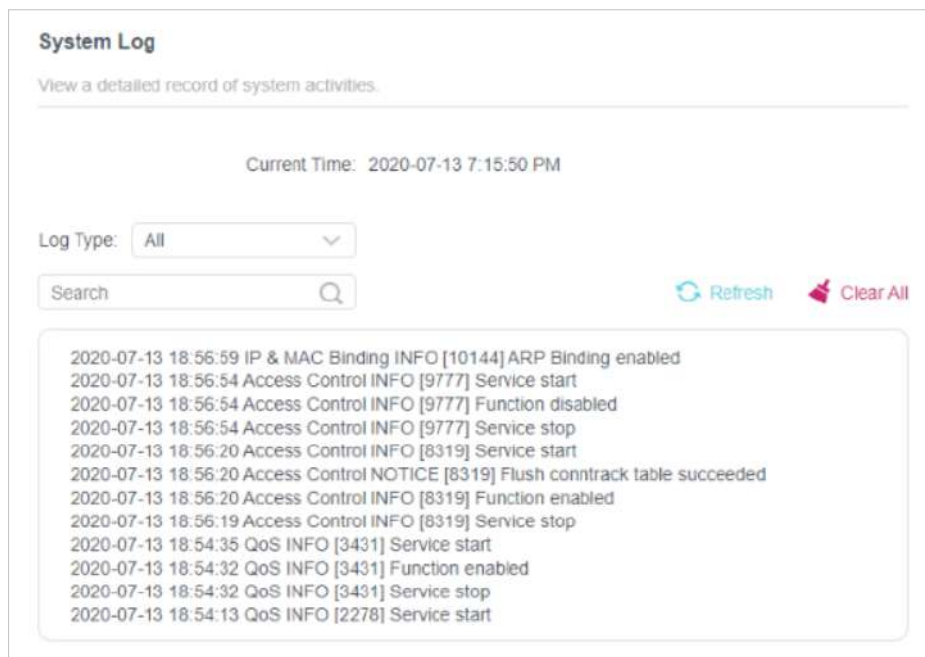 System Log
View a detailed record of system activities.
Current Time: 2020-07-13 7:15:50 PM
Log Type: All
Search
Refresh Clear All
2020-07-13 18:56:59 IP & MAC Binding INFO [10144] ARP Binding enabled
2020-07-13 18:56:54 Access Control INFO [9777] Service start
2020-07-13 18:56:54 Access Control INFO [9777] Function disabled
2020-07-13 18:56:54 Access Control INFO [9777] Service stop
2020-07-13 18:56:20 Access Control INFO [8319] Service start
2020-07-13 18:56:20 Access Control NOTICE [8319] Flush conntrack table succeeded
2020-07-13 18:56:20 Access Control INFO [8319] Function enabled
2020-07-13 18:56:19 Access Control INFO [8319] Service stop
2020-07-13 18:54:35 QoS INFO [3431] Service start
2020-07-13 18:54:32 QoS INFO [3431] Function enabled
2020-07-13 18:54:32 QoS INFO [3431] Service stop
2020-07-13 18:54:13 QoS INFO [2278] Service start